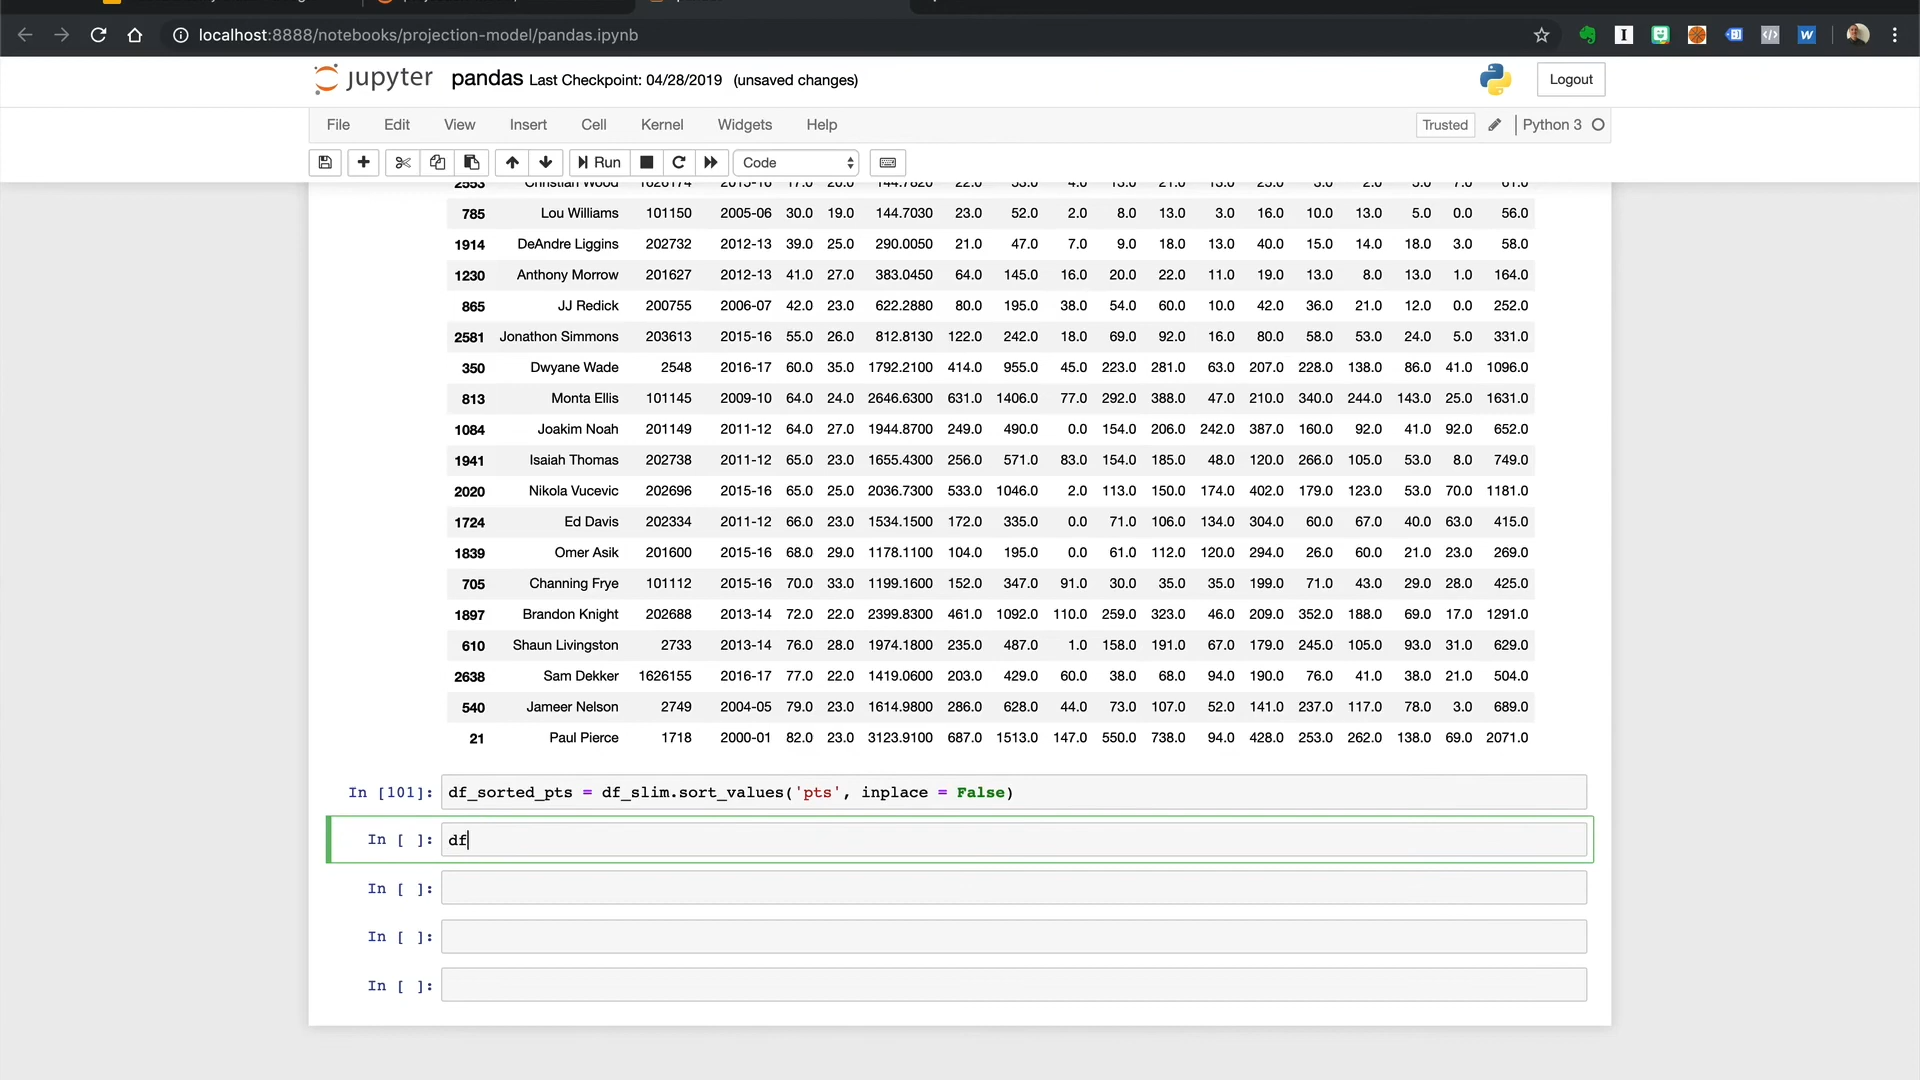 localhost:8888/notebooks/projection-model/pandas.ipynb
jupyter pandas Last Checkpoint: 04/28/2019 (unsaved changes) Logout
File Edit View Insert Cell Kernel Widgets Help Trusted Python 3
Run Code
785 Lou Williams 101150 2005-06 30.0 19.0 144.7030 23.0 52.0 2.0 8.0 13.0 3.0 16.0 10.0 13.0 5.0 0.0 56.0
1914 DeAndre Liggins 202732 2012-13 39.0 25.0 290.0050 21.0 47.0 7.0 9.0 18.0 13.0 40.0 15.0 14.0 18.0 3.0 58.0
1230 Anthony Morrow 201627 2012-13 41.0 27.0 383.0450 64.0 145.0 16.0 20.0 22.0 11.0 19.0 13.0 8.0 13.0 1.0 164.0
865 JJ Redick 200755 2006-07 42.0 23.0 622.2880 80.0 195.0 38.0 54.0 60.0 10.0 42.0 36.0 21.0 12.0 0.0 252.0
2581 Jonathon Simmons 203613 2015-16 55.0 26.0 812.8130 122.0 242.0 18.0 69.0 92.0 16.0 80.0 58.0 53.0 24.0 5.0 331.0
350 Dwyane Wade 2548 2016-17 60.0 35.0 1792.2100 414.0 955.0 45.0 223.0 281.0 63.0 207.0 228.0 138.0 86.0 41.0 1096.0
813 Monta Ellis 101145 2009-10 64.0 24.0 2646.6300 631.0 1406.0 77.0 292.0 388.0 47.0 210.0 340.0 244.0 143.0 25.0 1631.0
1084 Joakim Noah 201149 2011-12 64.0 27.0 1944.8700 249.0 490.0 0.0 154.0 206.0 242.0 387.0 160.0 92.0 41.0 92.0 652.0
1941 Isaiah Thomas 202738 2011-12 65.0 23.0 1655.4300 256.0 571.0 83.0 154.0 185.0 48.0 120.0 266.0 105.0 53.0 8.0 749.0
2020 Nikola Vucevic 202696 2015-16 65.0 25.0 2036.7300 533.0 1046.0 2.0 113.0 150.0 174.0 402.0 179.0 123.0 53.0 70.0 1181.0
1724 Ed Davis 202334 2011-12 66.0 23.0 1534.1500 172.0 335.0 0.0 71.0 106.0 134.0 304.0 60.0 67.0 40.0 63.0 415.0
1839 Omer Asik 201600 2015-16 68.0 29.0 1178.1100 104.0 195.0 0.0 61.0 112.0 120.0 294.0 26.0 60.0 21.0 23.0 269.0
705 Channing Frye 101112 2015-16 70.0 33.0 1199.1600 152.0 347.0 91.0 30.0 35.0 35.0 199.0 71.0 43.0 29.0 28.0 425.0
1897 Brandon Knight 202688 2013-14 72.0 22.0 2399.8300 461.0 1092.0 110.0 259.0 323.0 46.0 209.0 352.0 188.0 69.0 17.0 1291.0
610 Shaun Livingston 2733 2013-14 76.0 28.0 1974.1800 235.0 487.0 1.0 158.0 191.0 67.0 179.0 245.0 105.0 93.0 31.0 629.0
2638 Sam Dekker 1626155 2016-17 77.0 22.0 1419.0600 203.0 429.0 60.0 38.0 68.0 94.0 190.0 76.0 41.0 38.0 21.0 504.0
540 Jameer Nelson 2749 2004-05 79.0 23.0 1614.9800 286.0 628.0 44.0 73.0 107.0 52.0 141.0 237.0 117.0 78.0 3.0 689.0
21 Paul Pierce 1718 2000-01 82.0 23.0 3123.9100 687.0 1513.0 147.0 550.0 738.0 94.0 428.0 253.0 262.0 138.0 69.0 2071.0
In [101]: df_sorted_pts = df_slim.sort_values('pts', inplace = False)
In [ ]: df
In [ ]:
In [ ]:
In [ ]: